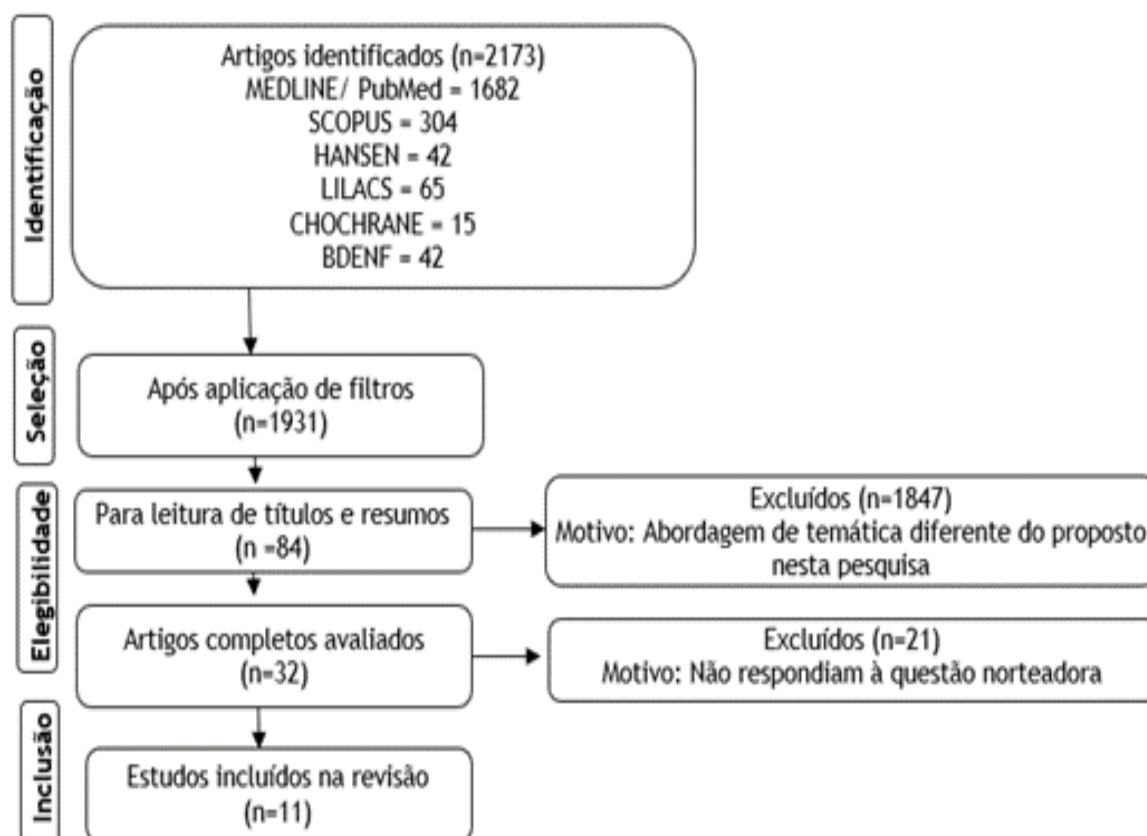 Identificação
Artigos identificados (n=2173)
MEDLINE/ PubMed = 1682
SCOPUS = 304
HANSEN = 42
LILACS = 65
CHOCHRANE = 15
BDENF = 42
Seleção
Após aplicação de filtros
(n=1931)
Elegibilidade
Para leitura de títulos e resumos
(n =84)
Excluídos (n=1847)
Motivo: Abordagem de temática diferente do proposto
nesta pesquisa
Artigos completos avaliados
(n=32)
Excluídos (n=21)
Motivo: Não respondiam à questão norteadora
Inclusão
Estudos incluídos na revisão
(n=11)